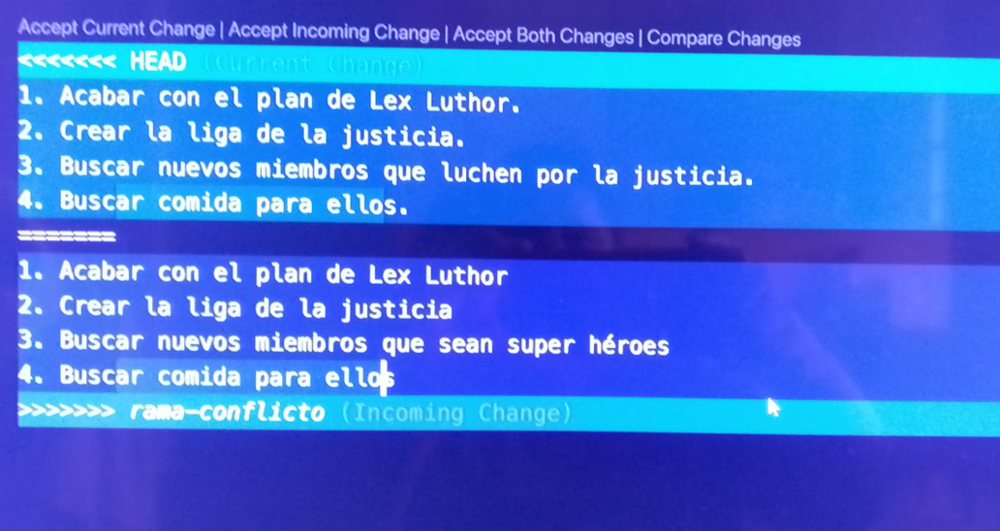 Accept Current Change | Accept Incoming Change | Accept Both Changes | Compare Changes
<<<<<<< HEAD (Current Change)
1. Acabar con el plan de Lex Luthor.
2. Crear la liga de la justicia.
3. Buscar nuevos miembros que luchen por la justicia.
4. Buscar comida para ellos.
=======
1. Acabar con el plan de Lex Luthor
2. Crear la liga de la justicia
3. Buscar nuevos miembros que sean super héroes
4. Buscar comida para ellos
>>>>>>> rama-conflicto (Incoming Change)